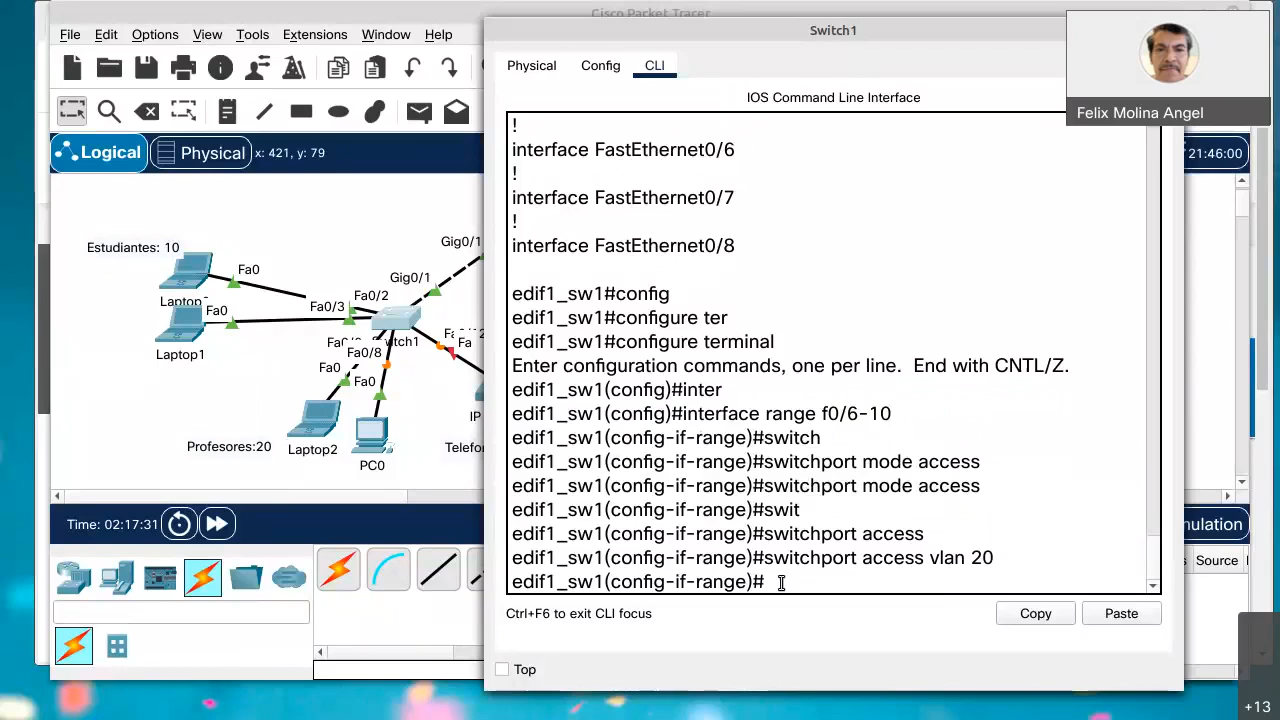 Cisco Packet Tracer
File Edit Options View Tools Extensions Window Help
Logical
Physical
x: 421, y: 79
21:46:00
Estudiantes: 10
Fa0
Laptop
Fa0
Laptop1
Fa0/3
Fa0/2
Gig0/1
Gig0/1
Fa0/8
Fa0
Fa0
Profesores:20
Laptop2
PC0
IP
Telefon
Time: 02:17:31
Source
Switch1
Physical Config CLI
IOS Command Line Interface
!
interface FastEthernet0/6
!
interface FastEthernet0/7
!
interface FastEthernet0/8
edif1_sw1#config
edif1_sw1#configure ter
edif1_sw1#configure terminal
Enter configuration commands, one per line. End with CNTL/Z.
edif1_sw1(config)#inter
edif1_sw1(config)#interface range f0/6-10
edif1_sw1(config-if-range)#switch
edif1_sw1(config-if-range)#switchport mode access
edif1_sw1(config-if-range)#switchport mode access
edif1_sw1(config-if-range)#swit
edif1_sw1(config-if-range)#switchport access
edif1_sw1(config-if-range)#switchport access vlan 20
edif1_sw1(config-if-range)#
Ctrl+F6 to exit CLI focus
Copy
Paste
Top
Felix Molina Angel
+13